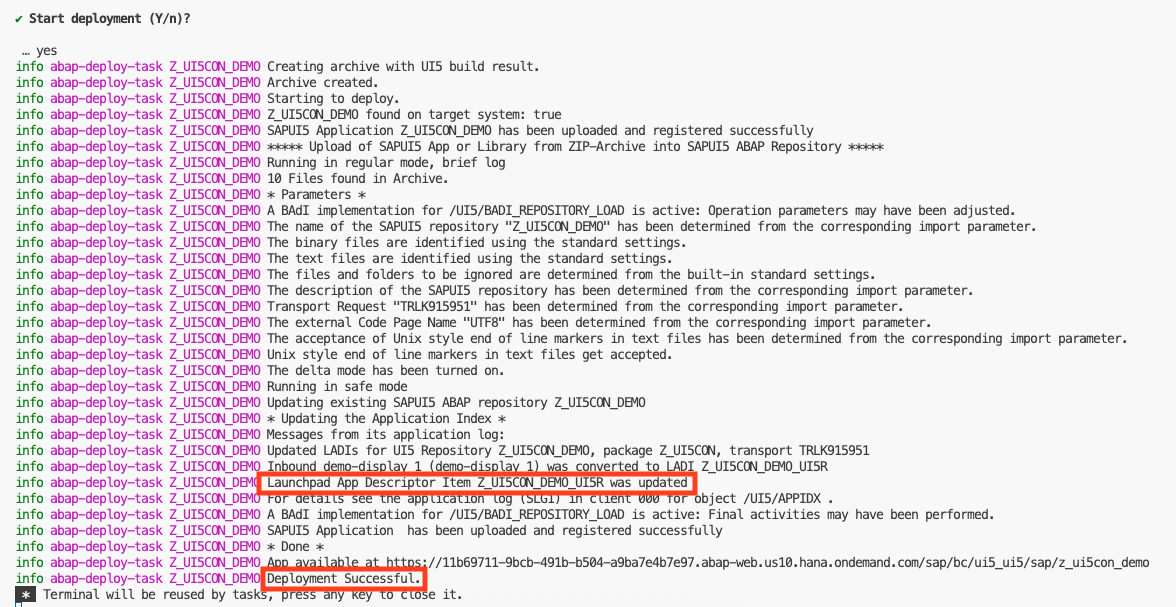 ✔ Start deployment (Y/n)?
… yes
info abap-deploy-task Z_UI5CON_DEMO Creating archive with UI5 build result.
info abap-deploy-task Z_UI5CON_DEMO Archive created.
info abap-deploy-task Z_UI5CON_DEMO Starting to deploy.
info abap-deploy-task Z_UI5CON_DEMO Z_UI5CON_DEMO found on target system: true
info abap-deploy-task Z_UI5CON_DEMO SAPUI5 Application Z_UI5CON_DEMO has been uploaded and registered successfully
info abap-deploy-task Z_UI5CON_DEMO ***** Upload of SAPUI5 App or Library from ZIP-Archive into SAPUI5 ABAP Repository *****
info abap-deploy-task Z_UI5CON_DEMO Running in regular mode, brief log
info abap-deploy-task Z_UI5CON_DEMO 10 Files found in Archive.
info abap-deploy-task Z_UI5CON_DEMO * Parameters *
info abap-deploy-task Z_UI5CON_DEMO A BAdI implementation for /UI5/BADI_REPOSITORY_LOAD is active: Operation parameters may have been adjusted.
info abap-deploy-task Z_UI5CON_DEMO The name of the SAPUI5 repository "Z_UI5CON_DEMO" has been determined from the corresponding import parameter.
info abap-deploy-task Z_UI5CON_DEMO The binary files are identified using the standard settings.
info abap-deploy-task Z_UI5CON_DEMO The text files are identified using the standard settings.
info abap-deploy-task Z_UI5CON_DEMO The files and folders to be ignored are determined from the built-in standard settings.
info abap-deploy-task Z_UI5CON_DEMO The description of the SAPUI5 repository has been determined from the corresponding import parameter.
info abap-deploy-task Z_UI5CON_DEMO Transport Request "TRLK915951" has been determined from the corresponding import parameter.
info abap-deploy-task Z_UI5CON_DEMO The external Code Page Name "UTF8" has been determined from the corresponding import parameter.
info abap-deploy-task Z_UI5CON_DEMO The acceptance of Unix style end of line markers in text files has been determined from the corresponding import parameter.
info abap-deploy-task Z_UI5CON_DEMO Unix style end of line markers in text files get accepted.
info abap-deploy-task Z_UI5CON_DEMO The delta mode has been turned on.
info abap-deploy-task Z_UI5CON_DEMO Running in safe mode
info abap-deploy-task Z_UI5CON_DEMO Updating existing SAPUI5 ABAP repository Z_UI5CON_DEMO
info abap-deploy-task Z_UI5CON_DEMO * Updating the Application Index *
info abap-deploy-task Z_UI5CON_DEMO Messages from its application log:
info abap-deploy-task Z_UI5CON_DEMO Updated LADIs for UI5 Repository Z_UI5CON_DEMO, package Z_UI5CON, transport TRLK915951
info abap-deploy-task Z_UI5CON_DEMO Inbound demo-display_1 (demo-display_1) was converted to LADI Z_UI5CON_DEMO_UI5R
info abap-deploy-task Z_UI5CON_DEMO Launchpad App Descriptor Item Z_UI5CON_DEMO_UI5R was updated
info abap-deploy-task Z_UI5CON_DEMO For details see the application log (SLG1) in client 000 for object /UI5/APPIDX .
info abap-deploy-task Z_UI5CON_DEMO A BAdI implementation for /UI5/BADI_REPOSITORY_LOAD is active: Final activities may have been performed.
info abap-deploy-task Z_UI5CON_DEMO SAPUI5 Application  has been uploaded and registered successfully
info abap-deploy-task Z_UI5CON_DEMO * Done *
info abap-deploy-task Z_UI5CON_DEMO App available at https://11b69711-9bcb-491b-b504-a9ba7e4b7e97.abap-web.us10.hana.ondemand.com/sap/bc/ui5_ui5/sap/z_ui5con_demo
info abap-deploy-task Z_UI5CON_DEMO Deployment Successful.
* Terminal will be reused by tasks, press any key to close it.